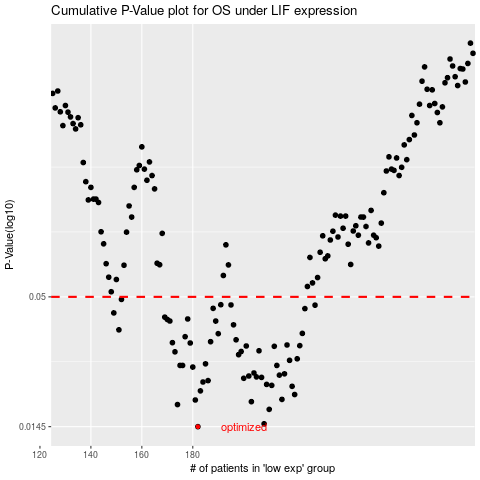 Cumulative P-Value plot for OS under LIF expression
P-Value(log10)
0.05
0.0145
optimized
120 140 160 180
# of patients in 'low exp' group